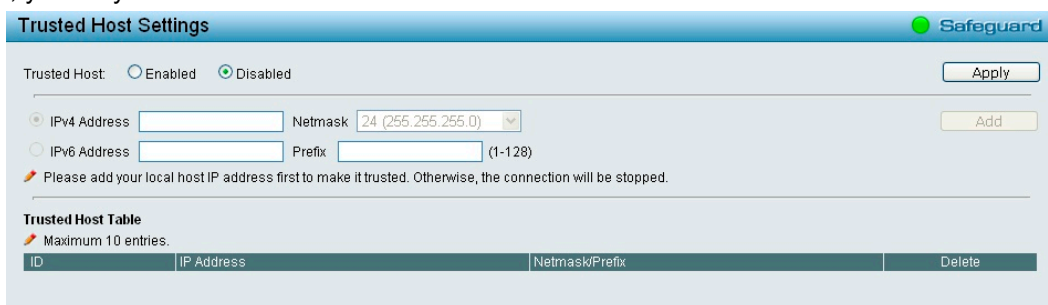 Trusted Host Settings Safeguard
Trusted Host: Enabled Disabled Apply
IPv4 Address Netmask 24 (255.255.255.0) Add
IPv6 Address Prefix (1-128)
Please add your local host IP address first to make it trusted. Otherwise, the connection will be stopped.
Trusted Host Table
Maximum 10 entries.
ID IP Address Netmask/Prefix Delete